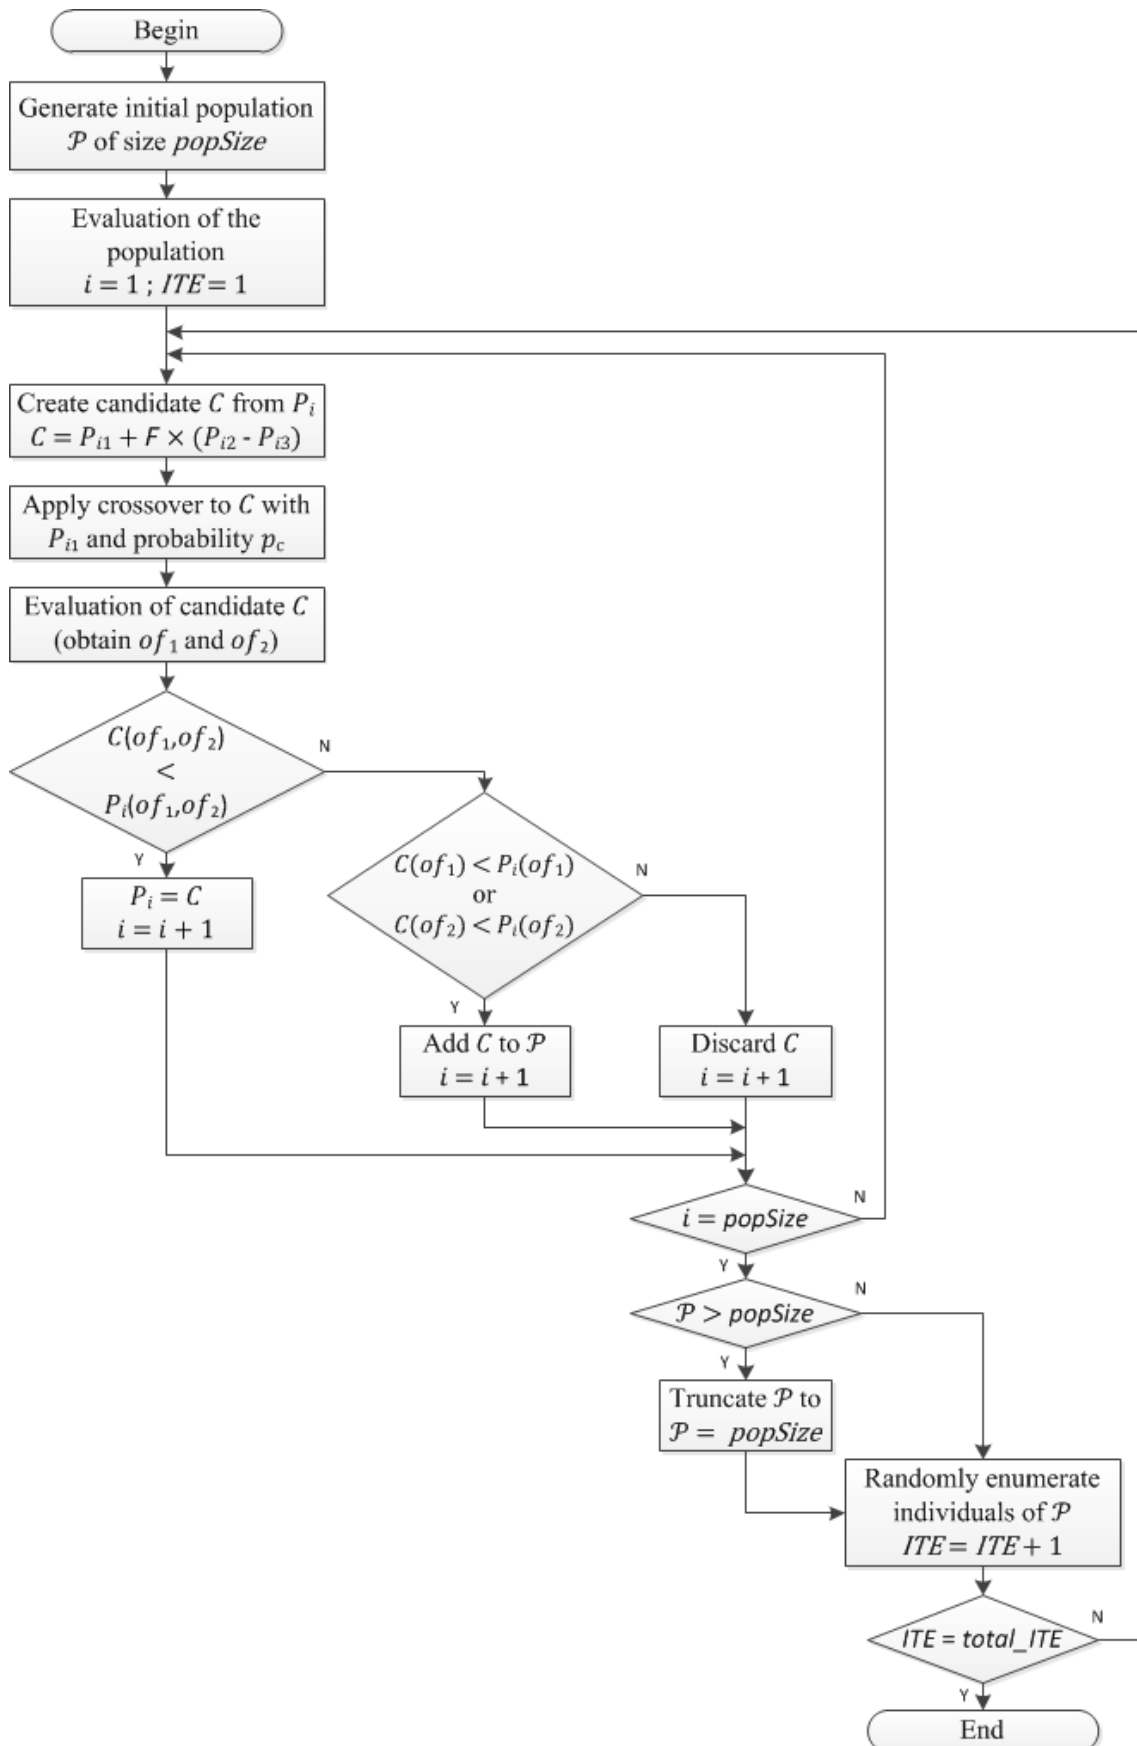 Begin
Generate initial population
𝒫 of size popSize
Evaluation of the
population
i = 1 ; ITE = 1
Create candidate C from Pᵢ
C = Pᵢ₁ + F × (Pᵢ₂ - Pᵢ₃)
Apply crossover to C with
Pᵢ₁ and probability p_c
Evaluation of candidate C
(obtain of₁ and of₂)
C(of₁,of₂)
<
Pᵢ(of₁,of₂)
N
Y
Pᵢ = C
i = i + 1
C(of₁) < Pᵢ(of₁)
or
C(of₂) < Pᵢ(of₂)
N
Y
Add C to 𝒫
i = i + 1
Discard C
i = i + 1
i = popSize
N
Y
𝒫 > popSize
N
Y
Truncate 𝒫 to
𝒫 = popSize
Randomly enumerate
individuals of 𝒫
ITE = ITE + 1
ITE = total_ITE
N
Y
End